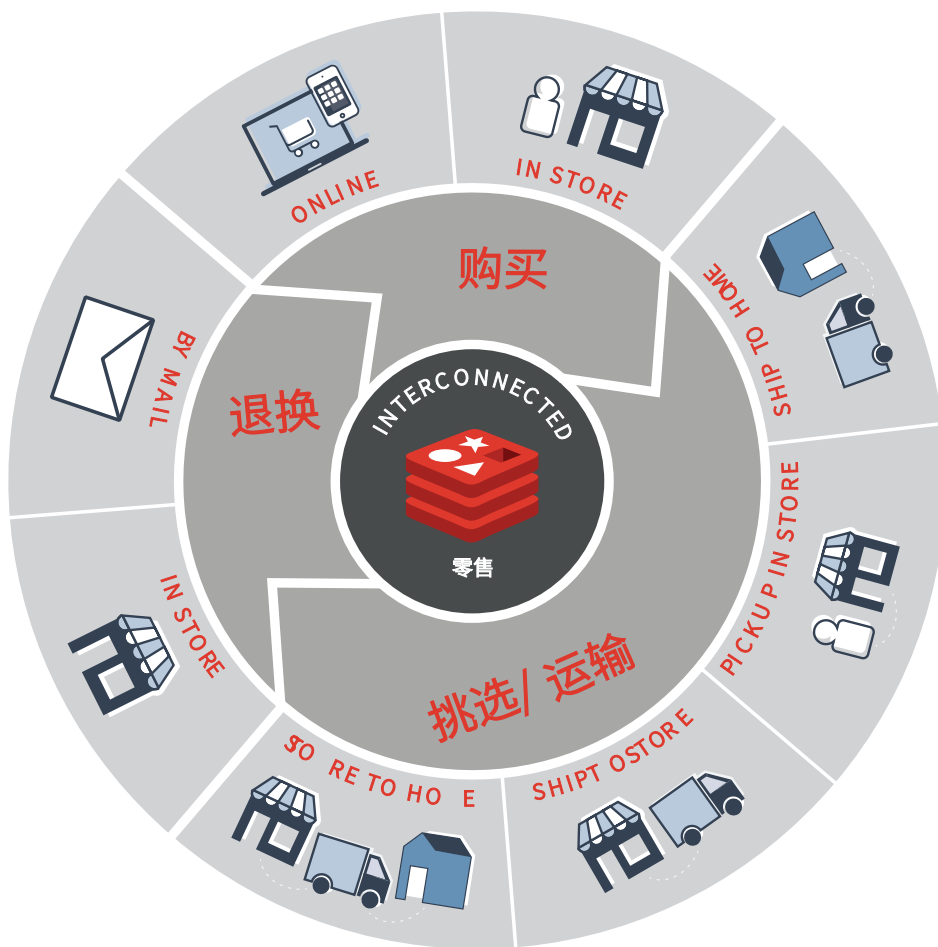 ONLINE
IN STORE
SHIP TO HOME
PICKUP IN STORE
SHIPT OSTORE
STO RE TO HO E
IN STORE
BY MAIL
购买
退换
挑选/ 运输
INTERCONNECTED
零售